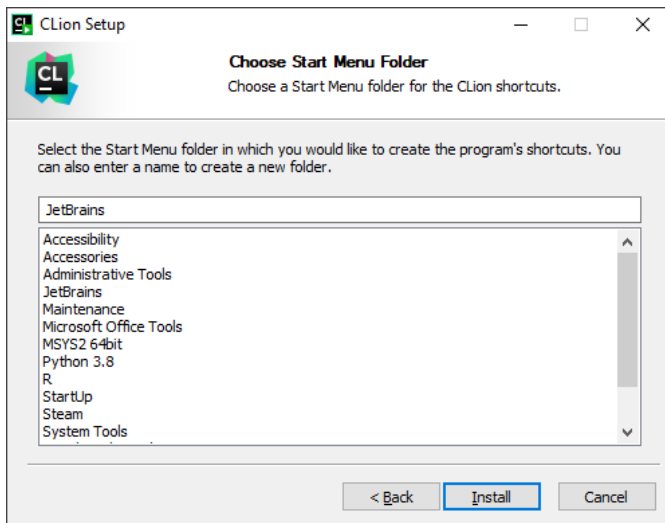 CLion Setup
CL
Choose Start Menu Folder
Choose a Start Menu folder for the CLion shortcuts.
Select the Start Menu folder in which you would like to create the program's shortcuts. You
can also enter a name to create a new folder.
JetBrains
Accessibility
Accessories
Administrative Tools
JetBrains
Maintenance
Microsoft Office Tools
MSYS2 64bit
Python 3.8
R
StartUp
Steam
System Tools
< Back
Install
Cancel